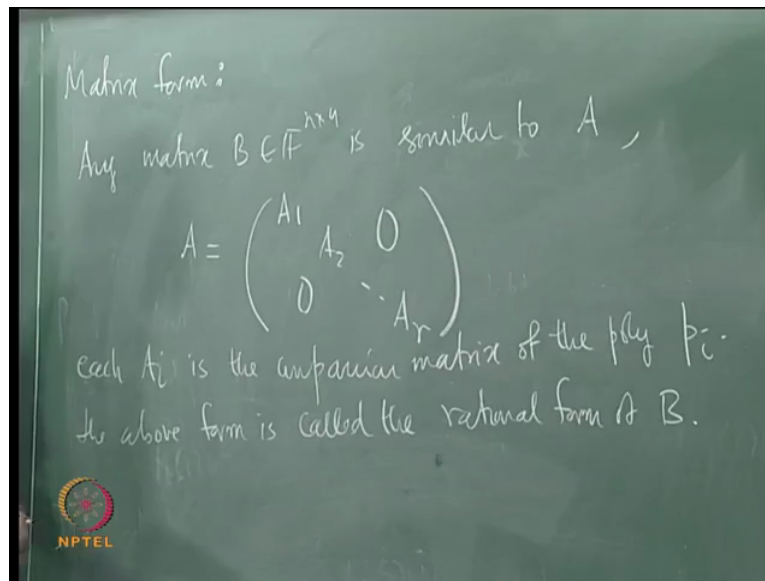 Matrix form:
Any matrix B ∈ F^{n×n} is similar to A,
A = ( A1 A2 0 0 ⋱ Ar )
each Ai is the companion matrix of the poly pi.
the above form is called the rational form of B.
NPTEL